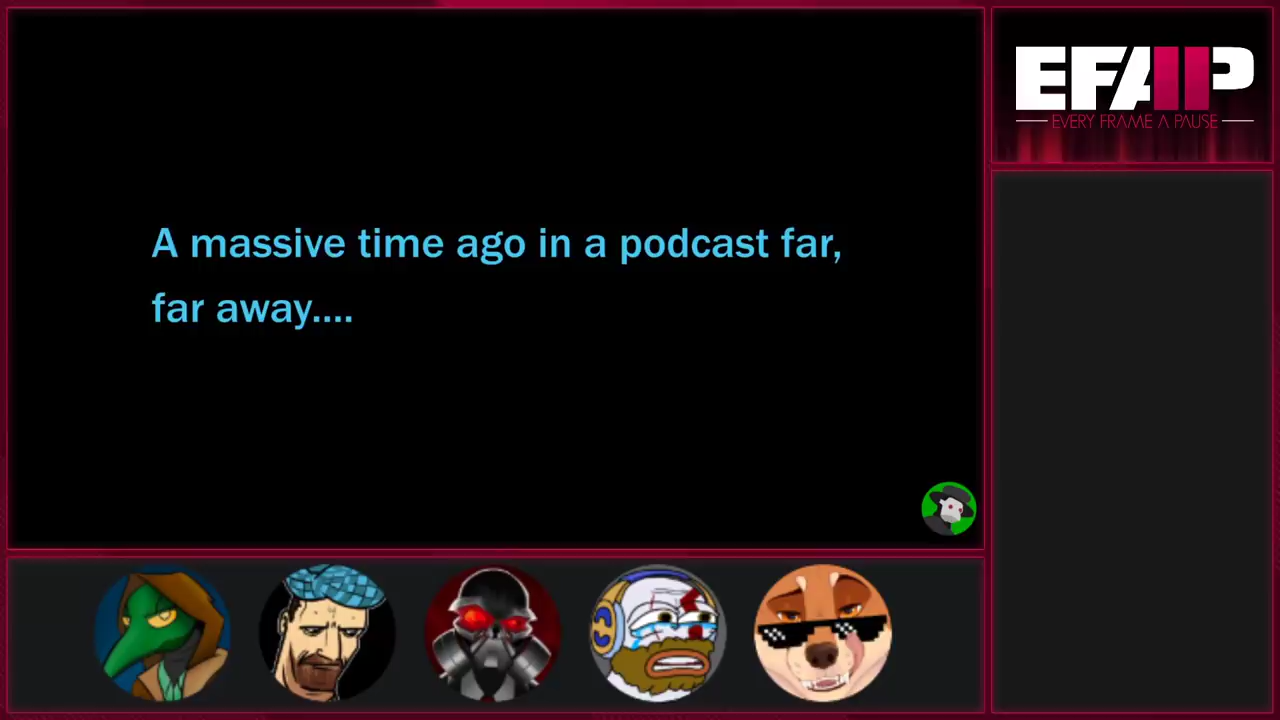 A massive time ago in a podcast far,
far away....
EFAP
EVERY FRAME A PAUSE